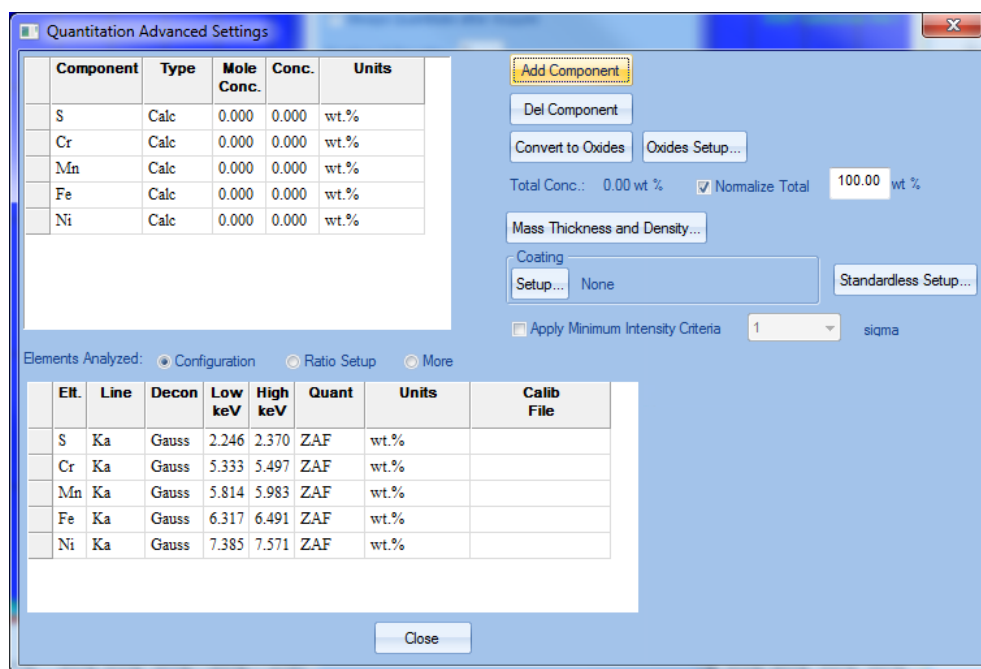 Quantitation Advanced Settings
Component Type Mole Conc. Conc. Units
S Calc 0.000 0.000 wt.%
Cr Calc 0.000 0.000 wt.%
Mn Calc 0.000 0.000 wt.%
Fe Calc 0.000 0.000 wt.%
Ni Calc 0.000 0.000 wt.%
Add Component
Del Component
Convert to Oxides Oxides Setup...
Total Conc.: 0.00 wt % Normalize Total 100.00 wt %
Mass Thickness and Density...
Coating
Setup... None
Standardless Setup...
Apply Minimum Intensity Criteria 1 sigma
Elements Analyzed: Configuration Ratio Setup More
Elt. Line Decon Low keV High keV Quant Units Calib File
S Ka Gauss 2.246 2.370 ZAF wt.%
Cr Ka Gauss 5.333 5.497 ZAF wt.%
Mn Ka Gauss 5.814 5.983 ZAF wt.%
Fe Ka Gauss 6.317 6.491 ZAF wt.%
Ni Ka Gauss 7.385 7.571 ZAF wt.%
Close